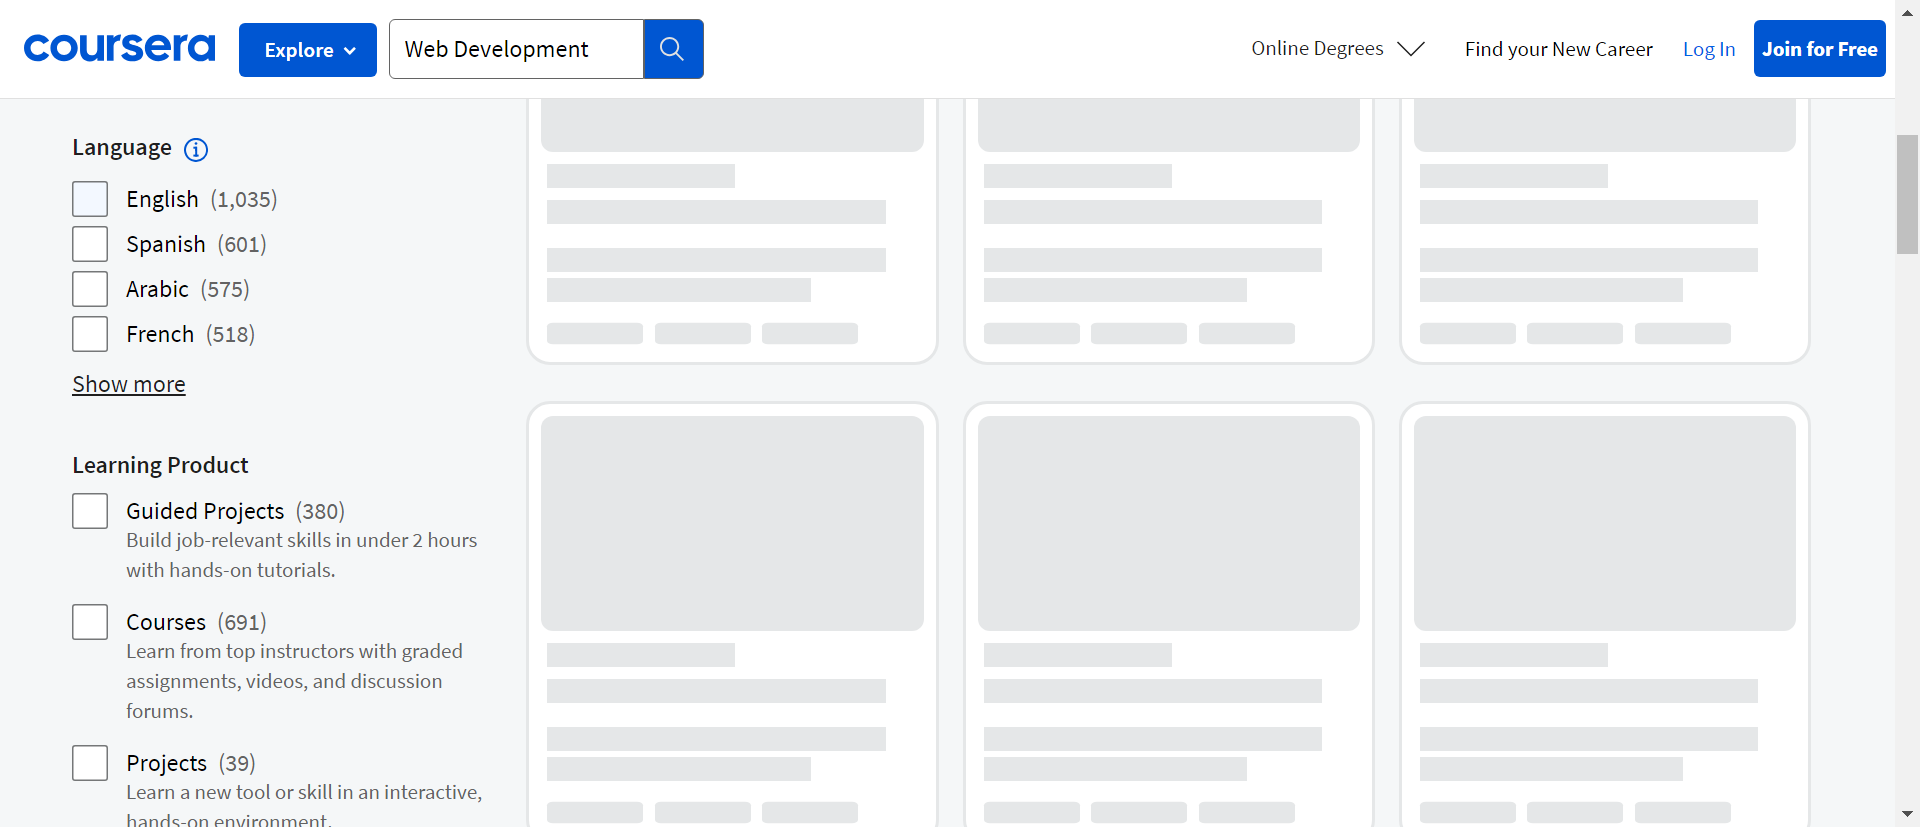 coursera
Explore
Web Development
Online Degrees
Find your New Career
Log In
Join for Free
Language
English (1,035)
Spanish (601)
Arabic (575)
French (518)
Show more
Learning Product
Guided Projects (380)
Build job-relevant skills in under 2 hours
with hands-on tutorials.
Courses (691)
Learn from top instructors with graded
assignments, videos, and discussion
forums.
Projects (39)
Learn a new tool or skill in an interactive,
hands-on environment.